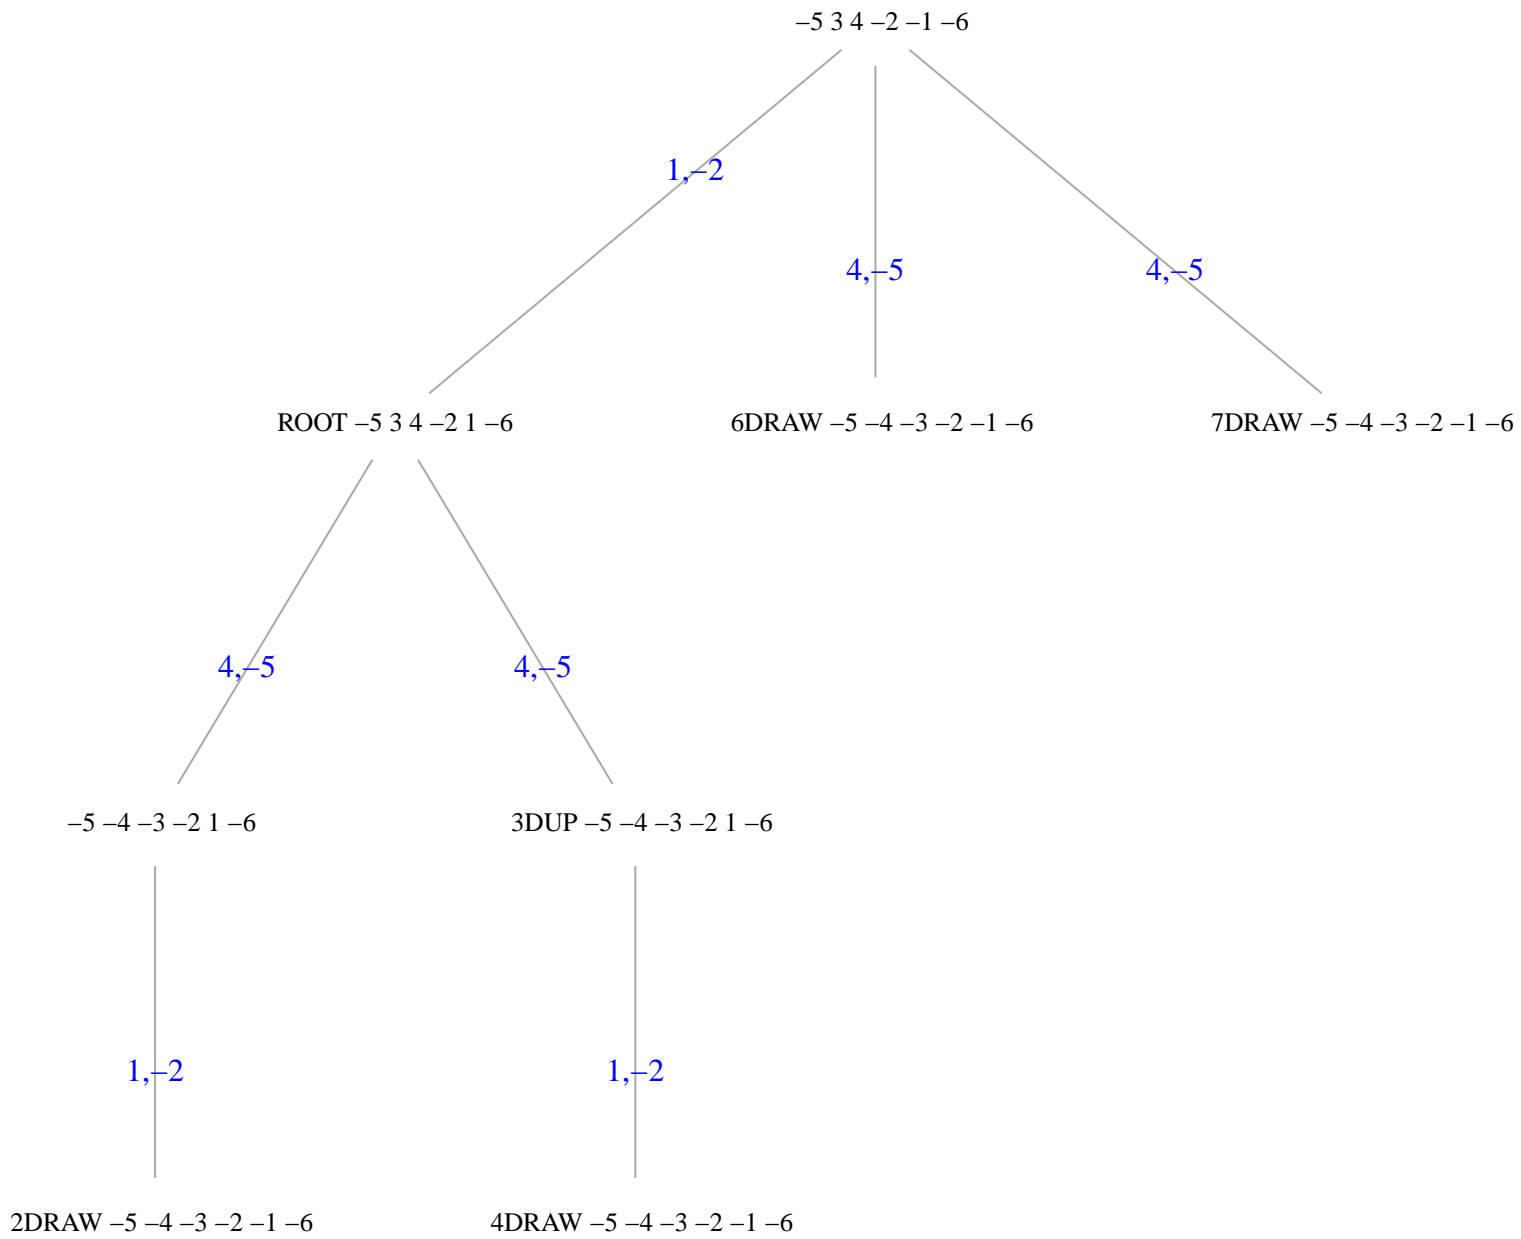 –5 3 4 –2 –1 –6
1,–2
4,–5
4,–5
ROOT –5 3 4 –2 1 –6
6DRAW –5 –4 –3 –2 –1 –6
7DRAW –5 –4 –3 –2 –1 –6
4,–5
4,–5
–5 –4 –3 –2 1 –6
3DUP –5 –4 –3 –2 1 –6
1,–2
1,–2
2DRAW –5 –4 –3 –2 –1 –6
4DRAW –5 –4 –3 –2 –1 –6